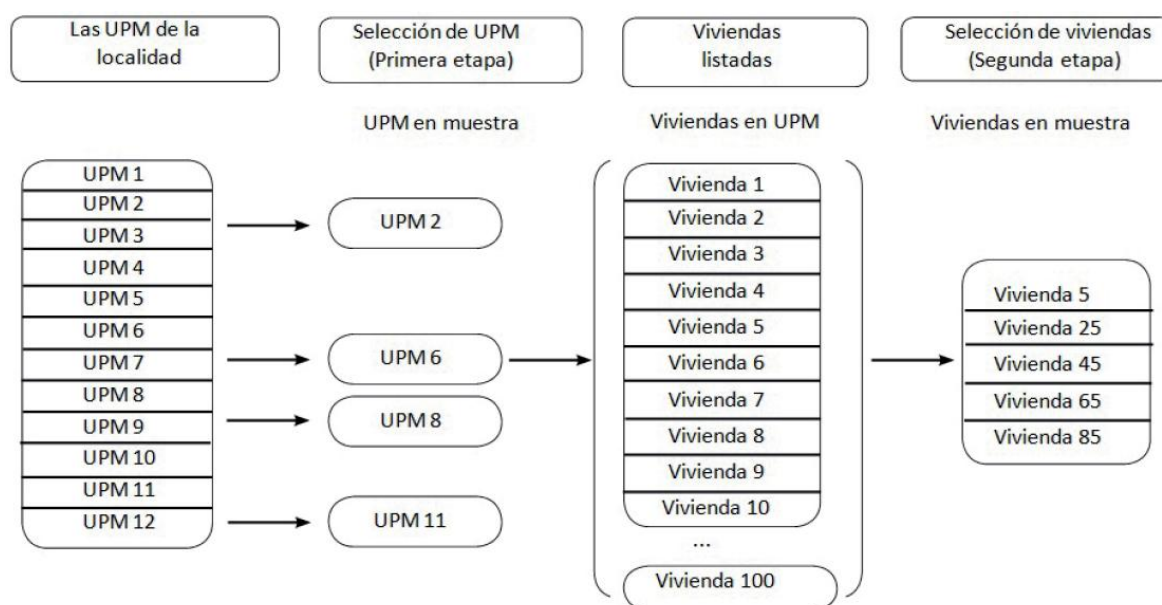 Las UPM de la
localidad
Selección de UPM
(Primera etapa)
Viviendas
listadas
Selección de viviendas
(Segunda etapa)
UPM en muestra
Viviendas en UPM
Viviendas en muestra
UPM 1
UPM 2
UPM 3
UPM 4
UPM 5
UPM 6
UPM 7
UPM 8
UPM 9
UPM 10
UPM 11
UPM 12
UPM 2
UPM 6
UPM 8
UPM 11
Vivienda 1
Vivienda 2
Vivienda 3
Vivienda 4
Vivienda 5
Vivienda 6
Vivienda 7
Vivienda 8
Vivienda 9
Vivienda 10
...
Vivienda 100
Vivienda 5
Vivienda 25
Vivienda 45
Vivienda 65
Vivienda 85